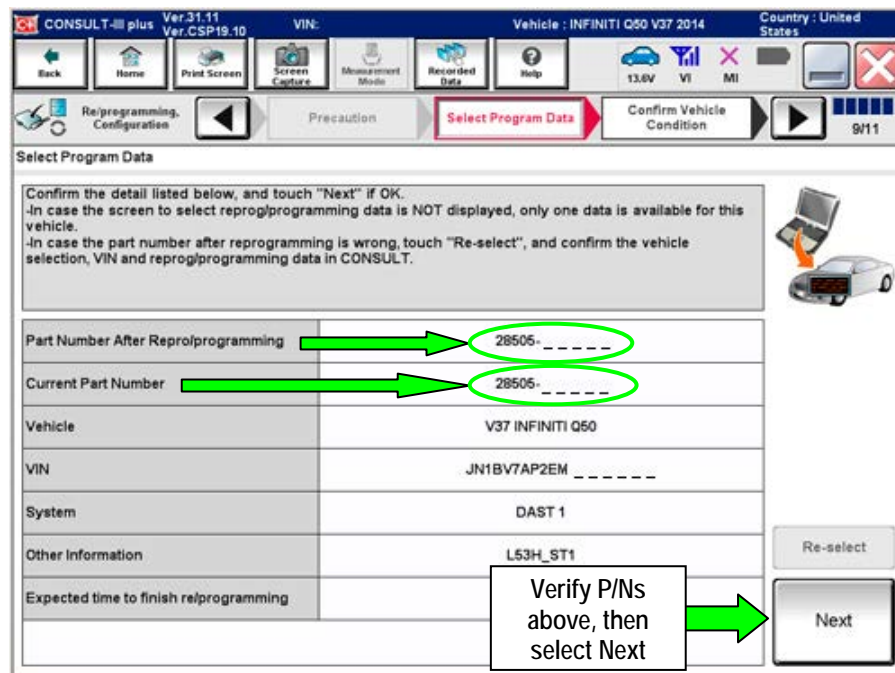 CONSULT-III plus Ver.31.11 VIN: Vehicle : INFINITI Q50 V37 2014 Country : United
Ver.CSP19.10 States
Back Home Print Screen Screen Capture Measurement Mode Recorded Data Help 13.6V VI MI
Re/programming, Configuration Precaution Select Program Data Confirm Vehicle Condition 9/11
Select Program Data
Confirm the detail listed below, and touch "Next" if OK.
-In case the screen to select reprog/programming data is NOT displayed, only one data is available for this
vehicle.
-In case the part number after reprogramming is wrong, touch "Re-select", and confirm the vehicle
selection, VIN and reprog/programming data in CONSULT.
Part Number After Repro/programming 28505-_ _ _ _ _
Current Part Number 28505-_ _ _ _ _
Vehicle V37 INFINITI Q50
VIN JN1BV7AP2EM _ _ _ _ _ _
System DAST 1
Other Information L53H_ST1
Re-select
Expected time to finish re/programming
Verify P/Ns
above, then
select Next
Next